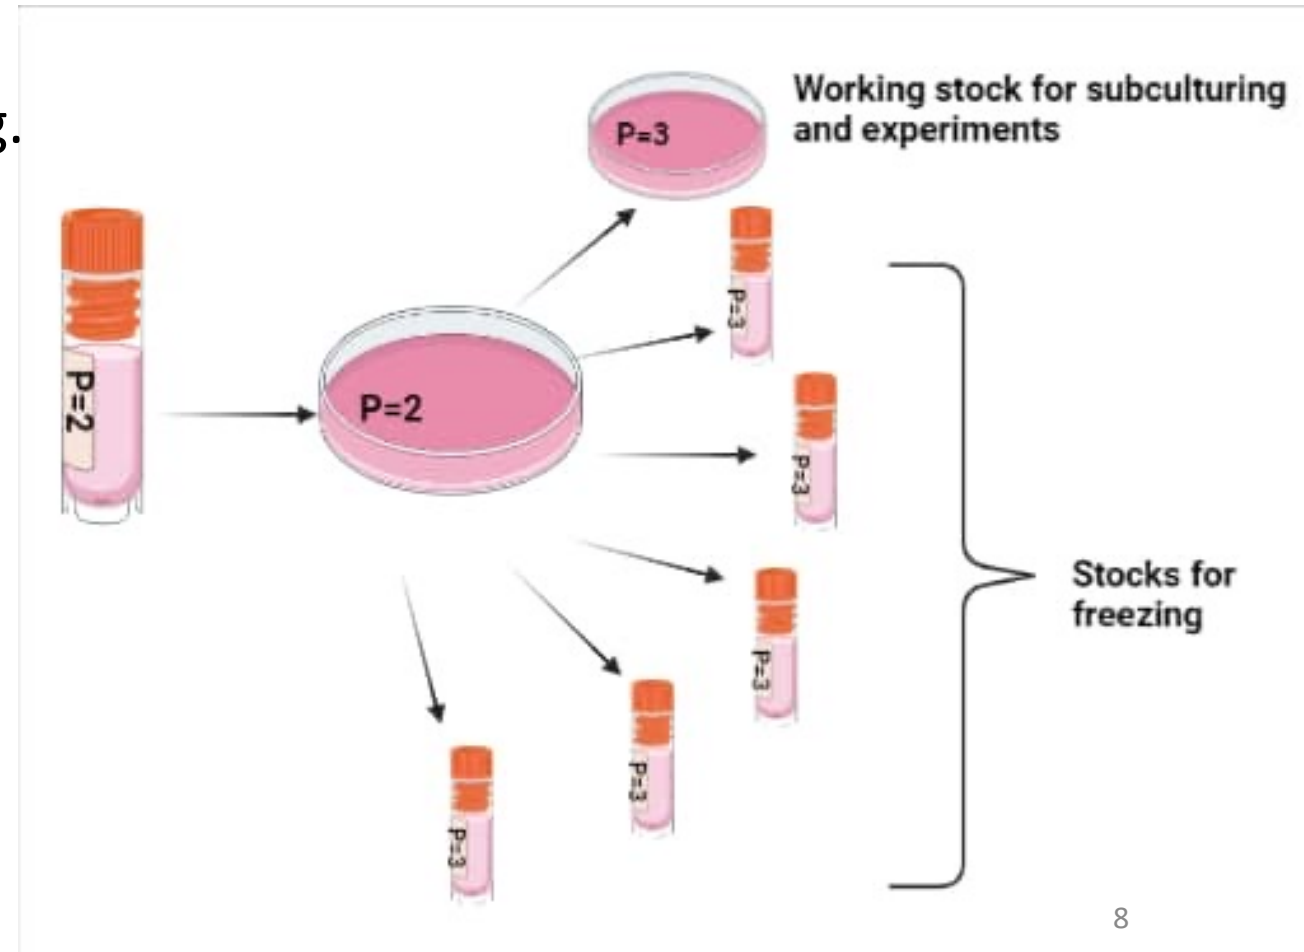 g.
Working stock for subculturing
and experiments
P=3
P=3
P=2
P=2
P=3
Stocks for
freezing
P=3
P=3
P=3
8